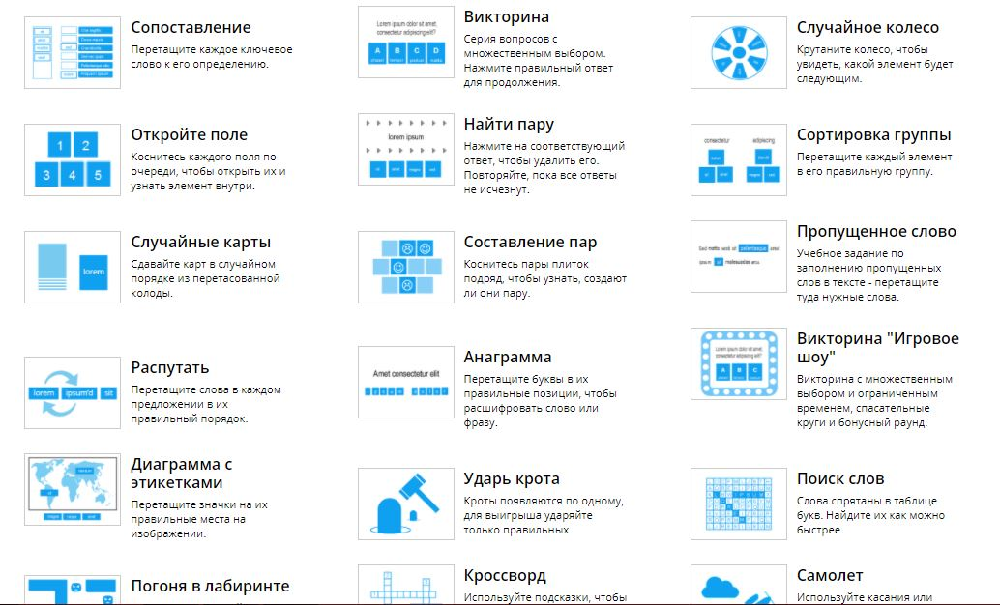 Сопоставление
Перетащите каждое ключевое
слово к его определению.
Lorem ipsum dolor sit amet,
consectetur adipiscing elit?
A B C D
Викторина
Серия вопросов с
множественным выбором.
Нажмите правильный ответ
для продолжения.
Случайное колесо
Крутаните колесо, чтобы
увидеть, какой элемент будет
следующим.
1 2
3 4 5
Откройте поле
Коснитесь каждого поля по
очереди, чтобы открыть их и
узнать элемент внутри.
lorem ipsum
Найти пару
Нажмите на соответствующий
ответ, чтобы удалить его.
Повторяйте, пока все ответы
не исчезнут.
consectetur adipiscing
Сортировка группы
Перетащите каждый элемент
в его правильную группу.
lorem
Случайные карты
Сдавайте карт в случайном
порядке из перетасованной
колоды.
Составление пар
Коснитесь пары плиток
подряд, чтобы узнать, создают
ли они пару.
Пропущенное слово
Учебное задание по
заполнению пропущенных
слов в тексте - перетащите
туда нужные слова.
lorem ipsum'd sit
Распутать
Перетащите слова в каждом
предложении в их
правильный порядок.
Amet consectetur elit
Анаграмма
Перетащите буквы в их
правильные позиции, чтобы
расшифровать слово или
фразу.
Lorem ipsum dolor sit amet,
consectetur adipiscing elit?
A B C
Викторина "Игровое
шоу"
Викторина с множественным
выбором и ограниченным
временем, спасательные
круги и бонусный раунд.
Диаграмма с
этикетками
Перетащите значки на их
правильные места на
изображении.
Ударь крота
Кроты появляются по одному,
для выигрыша ударяйте
только правильных.
Поиск слов
Слова спрятаны в таблице
букв. Найдите их как можно
быстрее.
Погоня в лабиринте
Кроссворд
Используйте подсказки, чтобы
Самолет
Используйте касания или